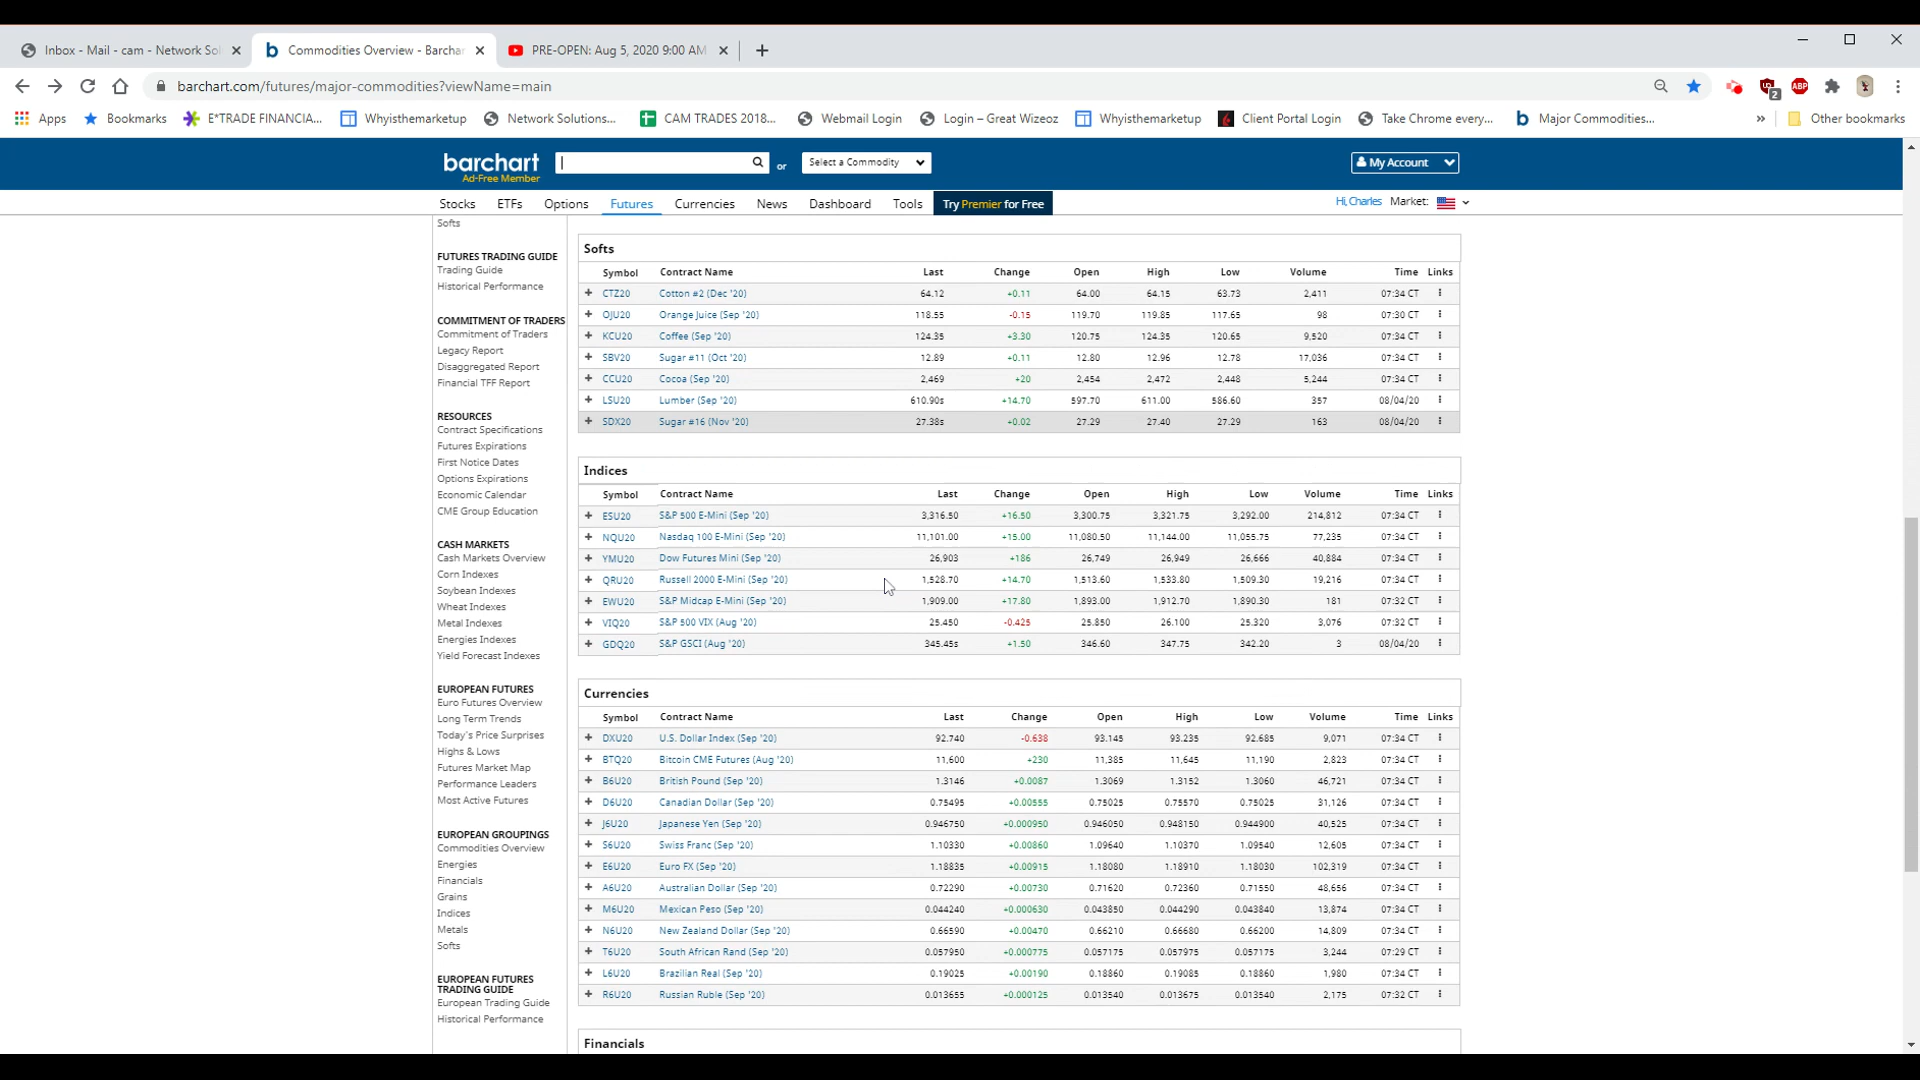 Inbox - Mail - cam - Network So
Commodities Overview - Barchar
PRE-OPEN: Aug 5, 2020 9:00 AM
barchart.com/futures/major-commodities?viewName=main
2
ABP
Apps
Bookmarks
E*TRADE FINANCIA...
Whyisthemarketup
Network Solutions...
CAM TRADES 2018...
Webmail Login
Login – Great Wizeoz
Whyisthemarketup
Client Portal Login
Take Chrome every...
Major Commodities...
»
Other bookmarks
barchart
Ad-Free Member
or
Select a Commodity
My Account
Stocks ETFs Options Futures Currencies News Dashboard Tools Try Premier for Free
Hi, Charles Market:
Softs
FUTURES TRADING GUIDE
Trading Guide
Historical Performance
COMMITMENT OF TRADERS
Commitment of Traders
Legacy Report
Disaggregated Report
Financial TFF Report
RESOURCES
Contract Specifications
Futures Expirations
First Notice Dates
Options Expirations
Economic Calendar
CME Group Education
CASH MARKETS
Cash Markets Overview
Corn Indexes
Soybean Indexes
Wheat Indexes
Metal Indexes
Energies Indexes
Yield Forecast Indexes
EUROPEAN FUTURES
Euro Futures Overview
Long Term Trends
Today's Price Surprises
Highs & Lows
Futures Market Map
Performance Leaders
Most Active Futures
EUROPEAN GROUPINGS
Commodities Overview
Energies
Financials
Grains
Indices
Metals
Softs
EUROPEAN FUTURES
TRADING GUIDE
European Trading Guide
Historical Performance
Softs
Symbol Contract Name Last Change Open High Low Volume Time Links
+ CTZ20 Cotton #2 (Dec '20) 64.12 +0.11 64.00 64.15 63.73 2,411 07:34 CT
+ OJU20 Orange Juice (Sep '20) 118.55 -0.15 119.70 119.85 117.65 98 07:30 CT
+ KCU20 Coffee (Sep '20) 124.35 +3.30 120.75 124.35 120.65 9,520 07:34 CT
+ SBV20 Sugar #11 (Oct '20) 12.89 +0.11 12.80 12.96 12.78 17,036 07:34 CT
+ CCU20 Cocoa (Sep '20) 2,469 +20 2,454 2,472 2,448 5,244 07:34 CT
+ LSU20 Lumber (Sep '20) 610.90s +14.70 597.70 611.00 586.60 357 08/04/20
+ SDX20 Sugar #16 (Nov '20) 27.38s +0.02 27.29 27.40 27.29 163 08/04/20
Indices
Symbol Contract Name Last Change Open High Low Volume Time Links
+ ESU20 S&P 500 E-Mini (Sep '20) 3,316.50 +16.50 3,300.75 3,321.75 3,292.00 214,812 07:34 CT
+ NQU20 Nasdaq 100 E-Mini (Sep '20) 11,101.00 +15.00 11,080.50 11,144.00 11,055.75 77,235 07:34 CT
+ YMU20 Dow Futures Mini (Sep '20) 26,903 +186 26,749 26,949 26,666 40,884 07:34 CT
+ QRU20 Russell 2000 E-Mini (Sep '20) 1,528.70 +14.70 1,513.60 1,533.80 1,509.30 19,216 07:34 CT
+ EWU20 S&P Midcap E-Mini (Sep '20) 1,909.00 +17.80 1,893.00 1,912.70 1,890.30 181 07:32 CT
+ VIQ20 S&P 500 VIX (Aug '20) 25.450 -0.425 25.850 26.100 25.320 3,076 07:32 CT
+ GDQ20 S&P GSCI (Aug '20) 345.45s +1.50 346.60 347.75 342.20 3 08/04/20
Currencies
Symbol Contract Name Last Change Open High Low Volume Time Links
+ DXU20 U.S. Dollar Index (Sep '20) 92.740 -0.638 93.145 93.235 92.685 9,071 07:34 CT
+ BTQ20 Bitcoin CME Futures (Aug '20) 11,600 +230 11,385 11,645 11,190 2,823 07:34 CT
+ B6U20 British Pound (Sep '20) 1.3146 +0.0087 1.3069 1.3152 1.3060 46,721 07:34 CT
+ D6U20 Canadian Dollar (Sep '20) 0.75495 +0.00555 0.75025 0.75570 0.75025 31,126 07:34 CT
+ J6U20 Japanese Yen (Sep '20) 0.946750 +0.000950 0.946050 0.948150 0.944900 40,525 07:34 CT
+ S6U20 Swiss Franc (Sep '20) 1.10330 +0.00860 1.09640 1.10370 1.09540 12,605 07:34 CT
+ E6U20 Euro FX (Sep '20) 1.18835 +0.00915 1.18080 1.18910 1.18030 102,319 07:34 CT
+ A6U20 Australian Dollar (Sep '20) 0.72290 +0.00730 0.71620 0.72360 0.71550 48,656 07:34 CT
+ M6U20 Mexican Peso (Sep '20) 0.044240 +0.000630 0.043850 0.044290 0.043840 13,874 07:34 CT
+ N6U20 New Zealand Dollar (Sep '20) 0.66590 +0.00470 0.66210 0.66680 0.66200 14,809 07:34 CT
+ T6U20 South African Rand (Sep '20) 0.057950 +0.000775 0.057175 0.057975 0.057175 3,244 07:29 CT
+ L6U20 Brazilian Real (Sep '20) 0.19025 +0.00190 0.18860 0.19085 0.18860 1,980 07:34 CT
+ R6U20 Russian Ruble (Sep '20) 0.013655 +0.000125 0.013540 0.013675 0.013540 2,175 07:32 CT
Financials